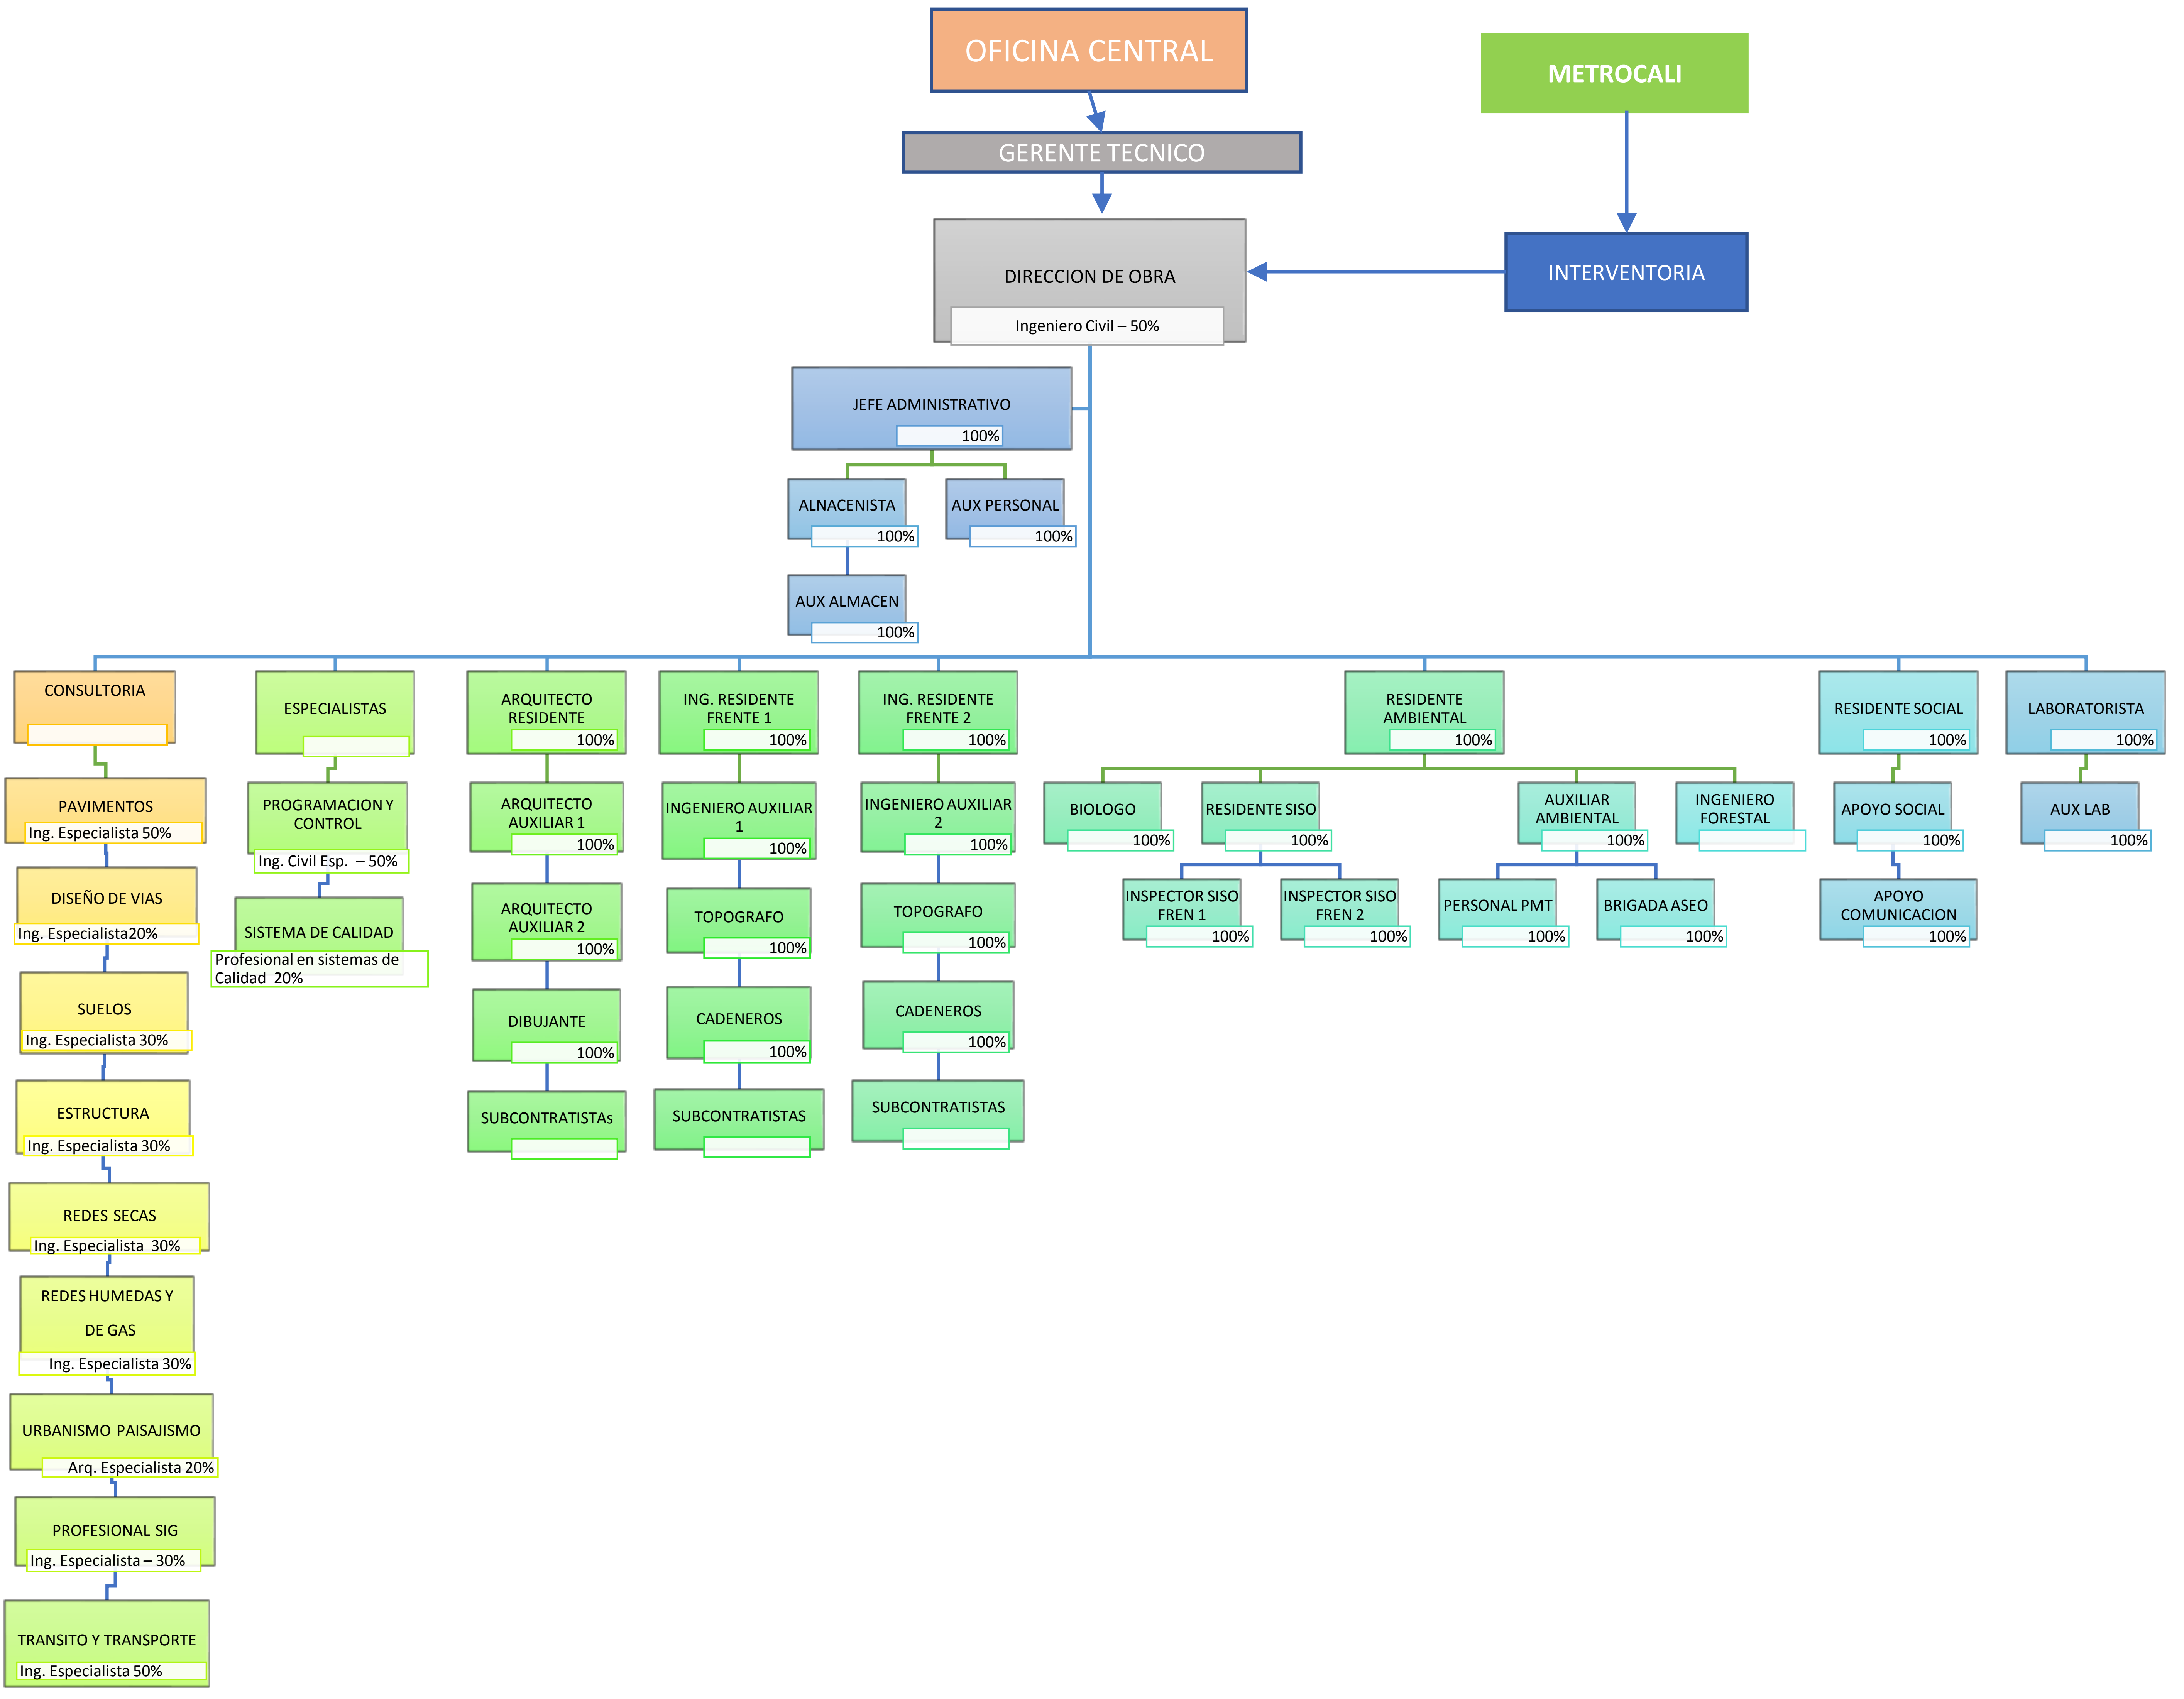 OFICINA CENTRAL
METROCALI
GERENTE TECNICO
DIRECCION DE OBRA
Ingeniero Civil – 50%
INTERVENTORIA
JEFE ADMINISTRATIVO
100%
ALNACENISTA
100%
AUX PERSONAL
100%
AUX ALMACEN
100%
CONSULTORIA
PAVIMENTOS
Ing. Especialista 50%
DISEÑO DE VIAS
Ing. Especialista20%
SUELOS
Ing. Especialista 30%
ESTRUCTURA
Ing. Especialista 30%
REDES SECAS
Ing. Especialista 30%
REDES HUMEDAS Y
DE GAS
Ing. Especialista 30%
URBANISMO PAISAJISMO
Arq. Especialista 20%
PROFESIONAL SIG
Ing. Especialista – 30%
TRANSITO Y TRANSPORTE
Ing. Especialista 50%
ESPECIALISTAS
PROGRAMACION Y
CONTROL
Ing. Civil Esp. – 50%
SISTEMA DE CALIDAD
Profesional en sistemas de
Calidad 20%
ARQUITECTO
RESIDENTE
100%
ARQUITECTO
AUXILIAR 1
100%
ARQUITECTO
AUXILIAR 2
100%
DIBUJANTE
100%
SUBCONTRATISTAs
ING. RESIDENTE
FRENTE 1
100%
INGENIERO AUXILIAR
1
100%
TOPOGRAFO
100%
CADENEROS
100%
SUBCONTRATISTAS
ING. RESIDENTE
FRENTE 2
100%
INGENIERO AUXILIAR
2
100%
TOPOGRAFO
100%
CADENEROS
100%
SUBCONTRATISTAS
RESIDENTE
AMBIENTAL
100%
BIOLOGO
100%
RESIDENTE SISO
100%
INSPECTOR SISO
FREN 1
100%
INSPECTOR SISO
FREN 2
100%
AUXILIAR
AMBIENTAL
100%
PERSONAL PMT
100%
BRIGADA ASEO
100%
INGENIERO
FORESTAL
RESIDENTE SOCIAL
100%
APOYO SOCIAL
100%
APOYO
COMUNICACION
100%
LABORATORISTA
100%
AUX LAB
100%